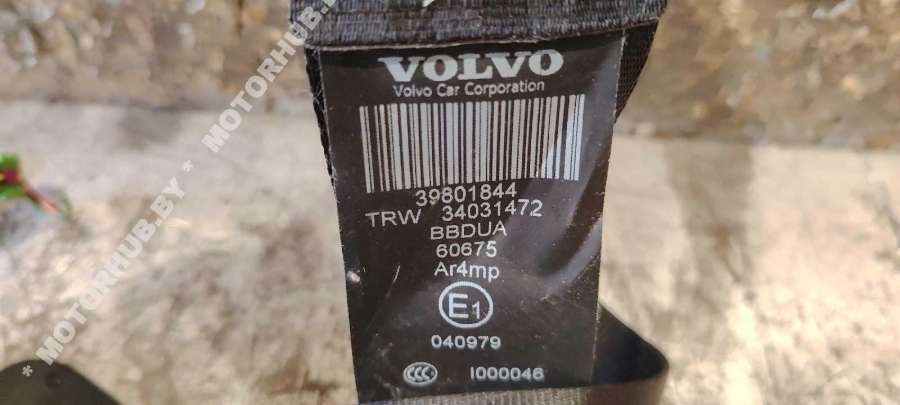 VOLVO
Volvo Car Corporation
39801844
TRW 34031472
BBDUA
60675
Ar4mp
E1
040979
CCC I000046
* MOTORHUB.BY * MOTORHUB.BY